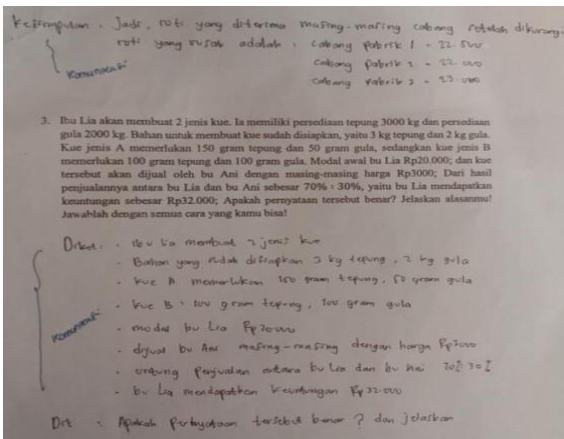 Kesimpulan : Jadi, roti yang diterima masing-masing cabang setelah dikurangi
roti yang rusak adalah : cabang Pabrik 1 = 22.500
Komunikasi
cabang Pabrik 2 = 22.000
cabang Pabrik 3 = 23.000
3. Ibu Lia akan membuat 2 jenis kue. Ia memiliki persediaan tepung 3000 kg dan persediaan
gula 2000 kg. Bahan untuk membuat kue sudah disiapkan, yaitu 3 kg tepung dan 2 kg gula.
Kue jenis A memerlukan 150 gram tepung dan 50 gram gula, sedangkan kue jenis B
memerlukan 100 gram tepung dan 100 gram gula. Modal awal bu Lia Rp20.000; dan kue
tersebut akan dijual oleh bu Ani dengan masing-masing harga Rp3000; Dari hasil
penjualannya antara bu Lia dan bu Ani sebesar 70% : 30%, yaitu bu Lia mendapatkan
keuntungan sebesar Rp32.000; Apakah pernyataan tersebut benar? Jelaskan alasanmu!
Jawablah dengan semua cara yang kamu bisa!
Diket : - Ibu Lia membuat 2 jenis kue
- Bahan yang sudah disiapkan 3 kg tepung, 2 kg gula
- kue A memerlukan 150 gram tepung, 50 gram gula
- kue B : 100 gram tepung, 100 gram gula
Komunikasi
- modal bu Lia Rp 20000
- dijual bu Ani masing-masing dengan harga Rp3000
- untung penjualan antara bu Lia dan bu Ani 70% : 30%
- bu Lia mendapatkan keuntungan Rp 32.000
Dit : Apakah Pertanyataan tersebut benar ? dan jelaskan